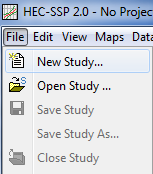 HEC-SSP 2.0 - No Projec
File Edit View Maps Data
New Study...
Open Study ...
Save Study
Save Study As...
Close Study